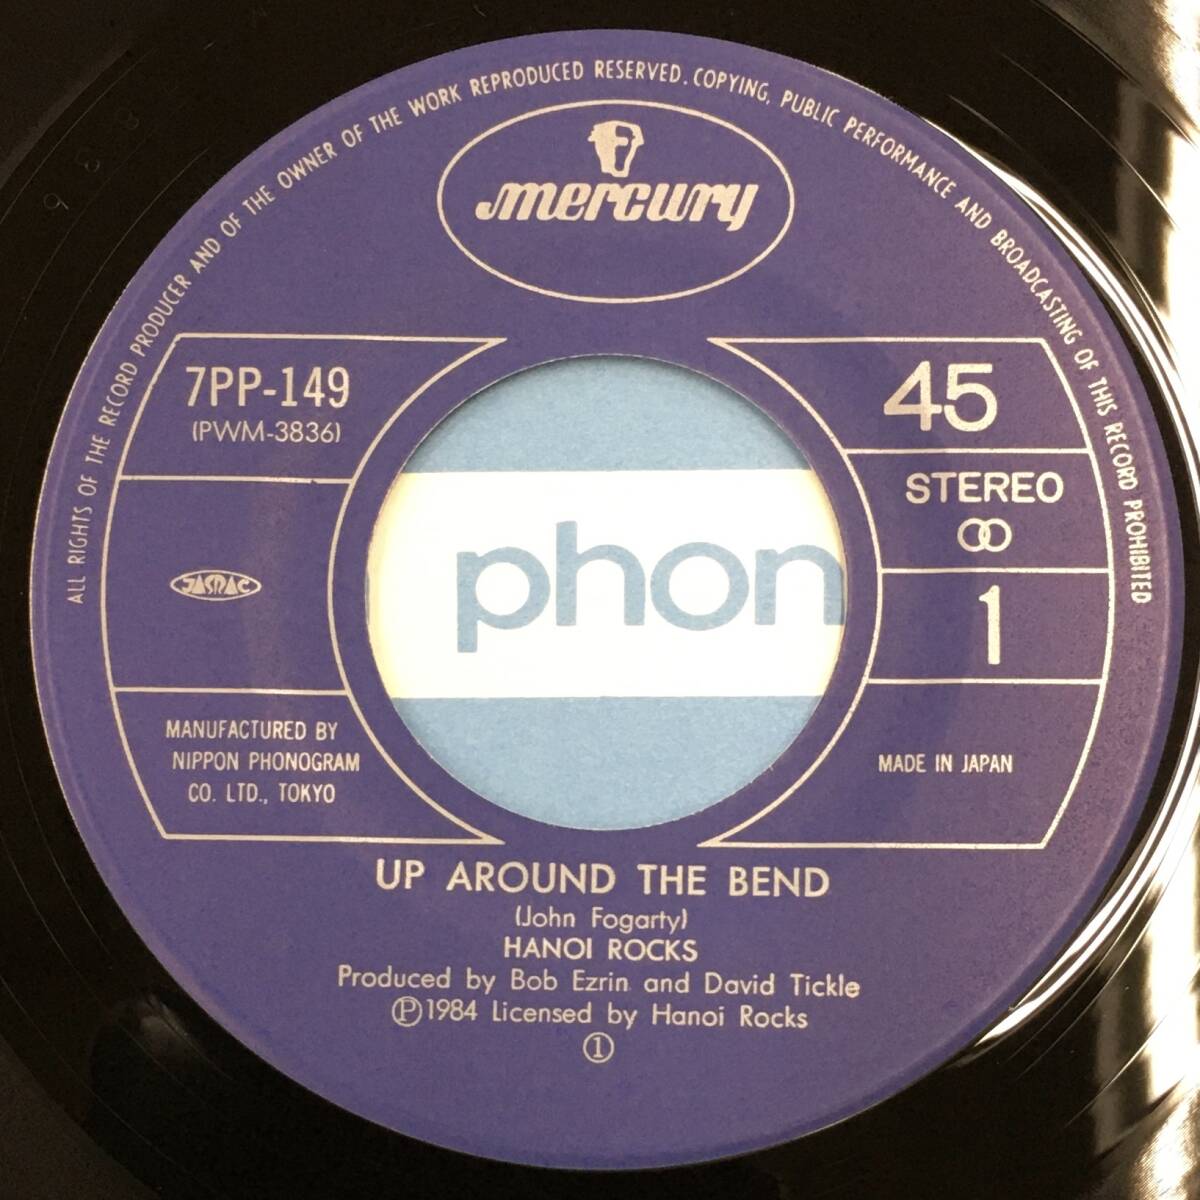 ALL RIGHTS OF THE RECORD PRODUCER AND OF THE OWNER OF THE WORK REPRODUCED RESERVED. COPYING, PUBLIC PERFORMANCE AND BROADCASTING OF THIS RECORD PROHIBITED
mercury
7PP-149
(PWM-3836)
45
STEREO
phon
JASRAC
1
MANUFACTURED BY
NIPPON PHONOGRAM
CO. LTD., TOKYO
MADE IN JAPAN
UP AROUND THE BEND
(John Fogarty)
HANOI ROCKS
Produced by Bob Ezrin and David Tickle
Ⓟ1984 Licensed by Hanoi Rocks
①